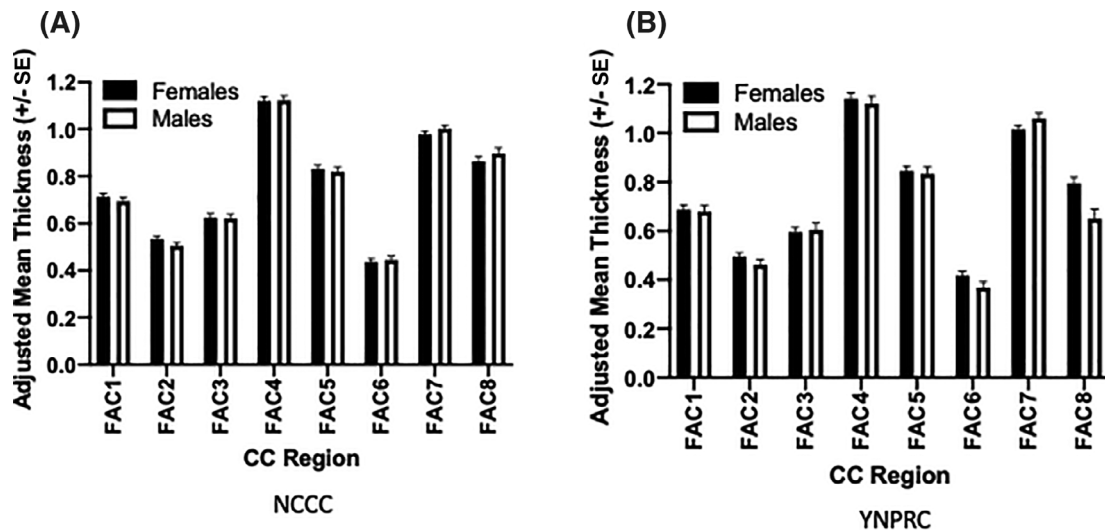 (A)
Adjusted Mean Thickness (+/- SE)
1.2
1.0
0.8
0.6
0.4
0.2
0.0
Females
Males
FAC1
FAC2
FAC3
FAC4
FAC5
FAC6
FAC7
FAC8
CC Region
NCCC
(B)
Adjusted Mean Thickness (+/- SE)
1.2
1.0
0.8
0.6
0.4
0.2
0.0
Females
Males
FAC1
FAC2
FAC3
FAC4
FAC5
FAC6
FAC7
FAC8
CC Region
YNPRC